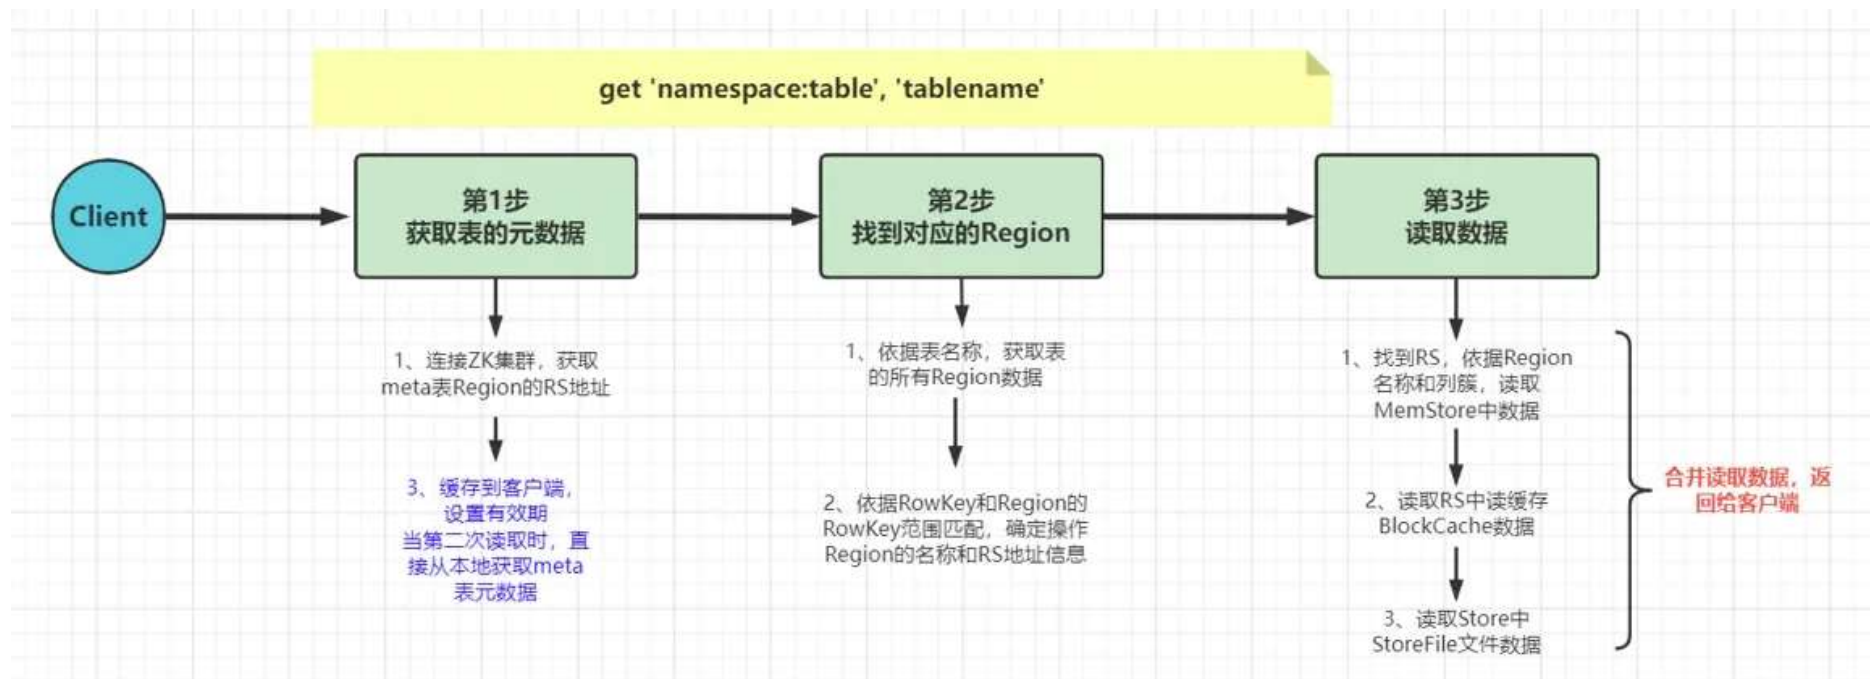 get 'namespace:table', 'tablename'
Client
第1步
获取表的元数据
第2步
找到对应的Region
第3步
读取数据
1、连接ZK集群，获取
meta表Region的RS地址
3、缓存到客户端，
设置有效期
当第二次读取时，直
接从本地获取meta
表元数据
1、依据表名称，获取表
的所有Region数据
2、依据RowKey和Region的
RowKey范围匹配，确定操作
Region的名称和RS地址信息
1、找到RS，依据Region
名称和列簇，读取
MemStore中数据
2、读取RS中读缓存
BlockCache数据
3、读取Store中
StoreFile文件数据
合并读取数据，返
回给客户端